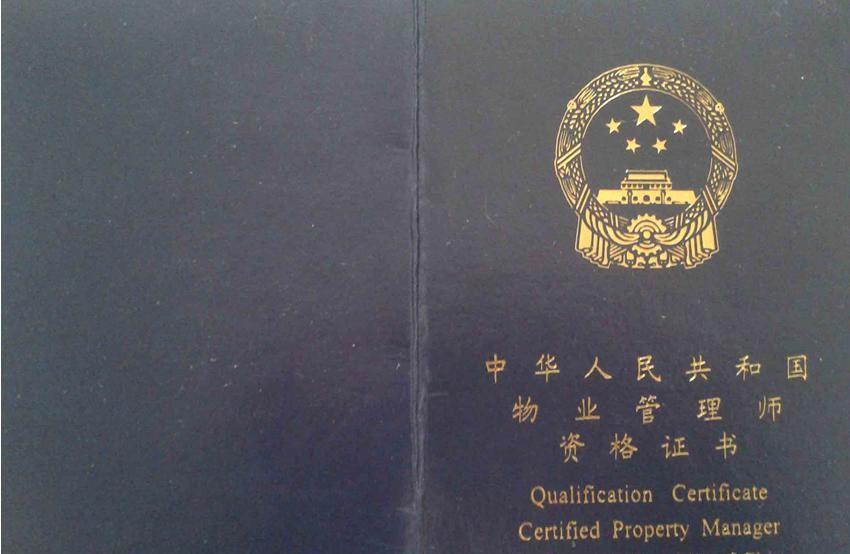 中华人民共和国
物业管理师
资格证书
Qualification Certificate
Certified Property Manager